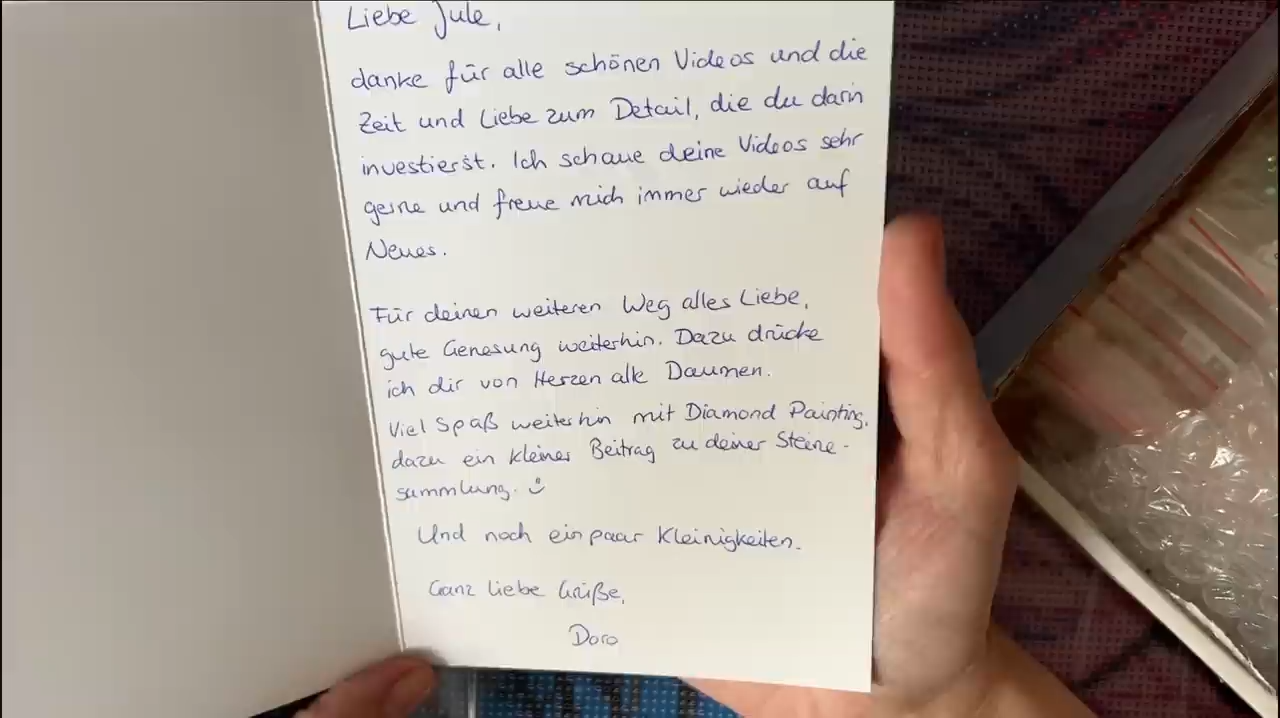 Liebe Jule,
danke für alle schönen Videos und die
Zeit und Liebe zum Detail, die du darin
investierst. Ich schaue deine Videos sehr
gerne und freue mich immer wieder auf
Neues.
Für deinen weiteren Weg alles Liebe,
gute Genesung weiterhin. Dazu drücke
ich dir von Herzen alle Daumen.
Viel Spaß weiterhin mit Diamond Painting,
dazu ein kleiner Beitrag zu deiner Steine-
sammlung. :)
Und noch ein paar Kleinigkeiten.
Ganz liebe Grüße,
Doro